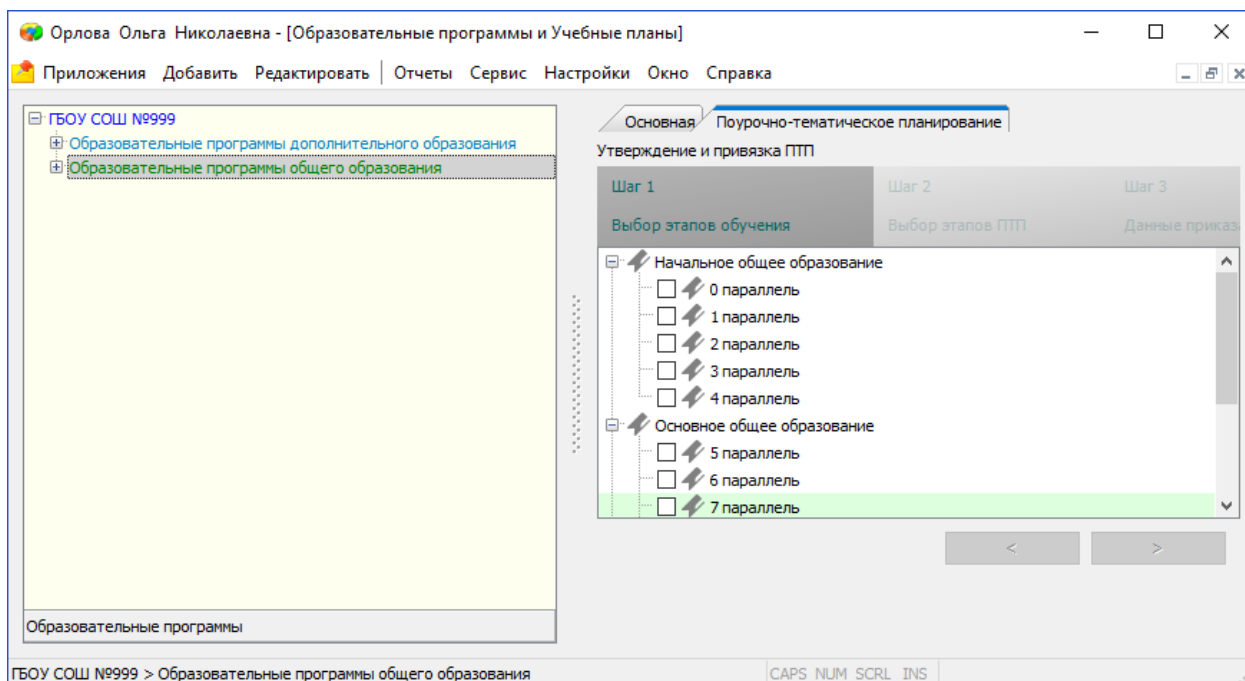 Орлова Ольга Николаевна - [Образовательные программы и Учебные планы]
Приложения Добавить Редактировать Отчеты Сервис Настройки Окно Справка
ГБОУ СОШ №999
Образовательные программы дополнительного образования
Образовательные программы общего образования
Образовательные программы
Основная Поурочно-тематическое планирование
Утверждение и привязка ПТП
Шаг 1 Шаг 2 Шаг 3
Выбор этапов обучения Выбор этапов ПТП Данные приказ
Начальное общее образование
0 параллель
1 параллель
2 параллель
3 параллель
4 параллель
Основное общее образование
5 параллель
6 параллель
7 параллель
< >
ГБОУ СОШ №999 > Образовательные программы общего образования CAPS NUM SCRL INS